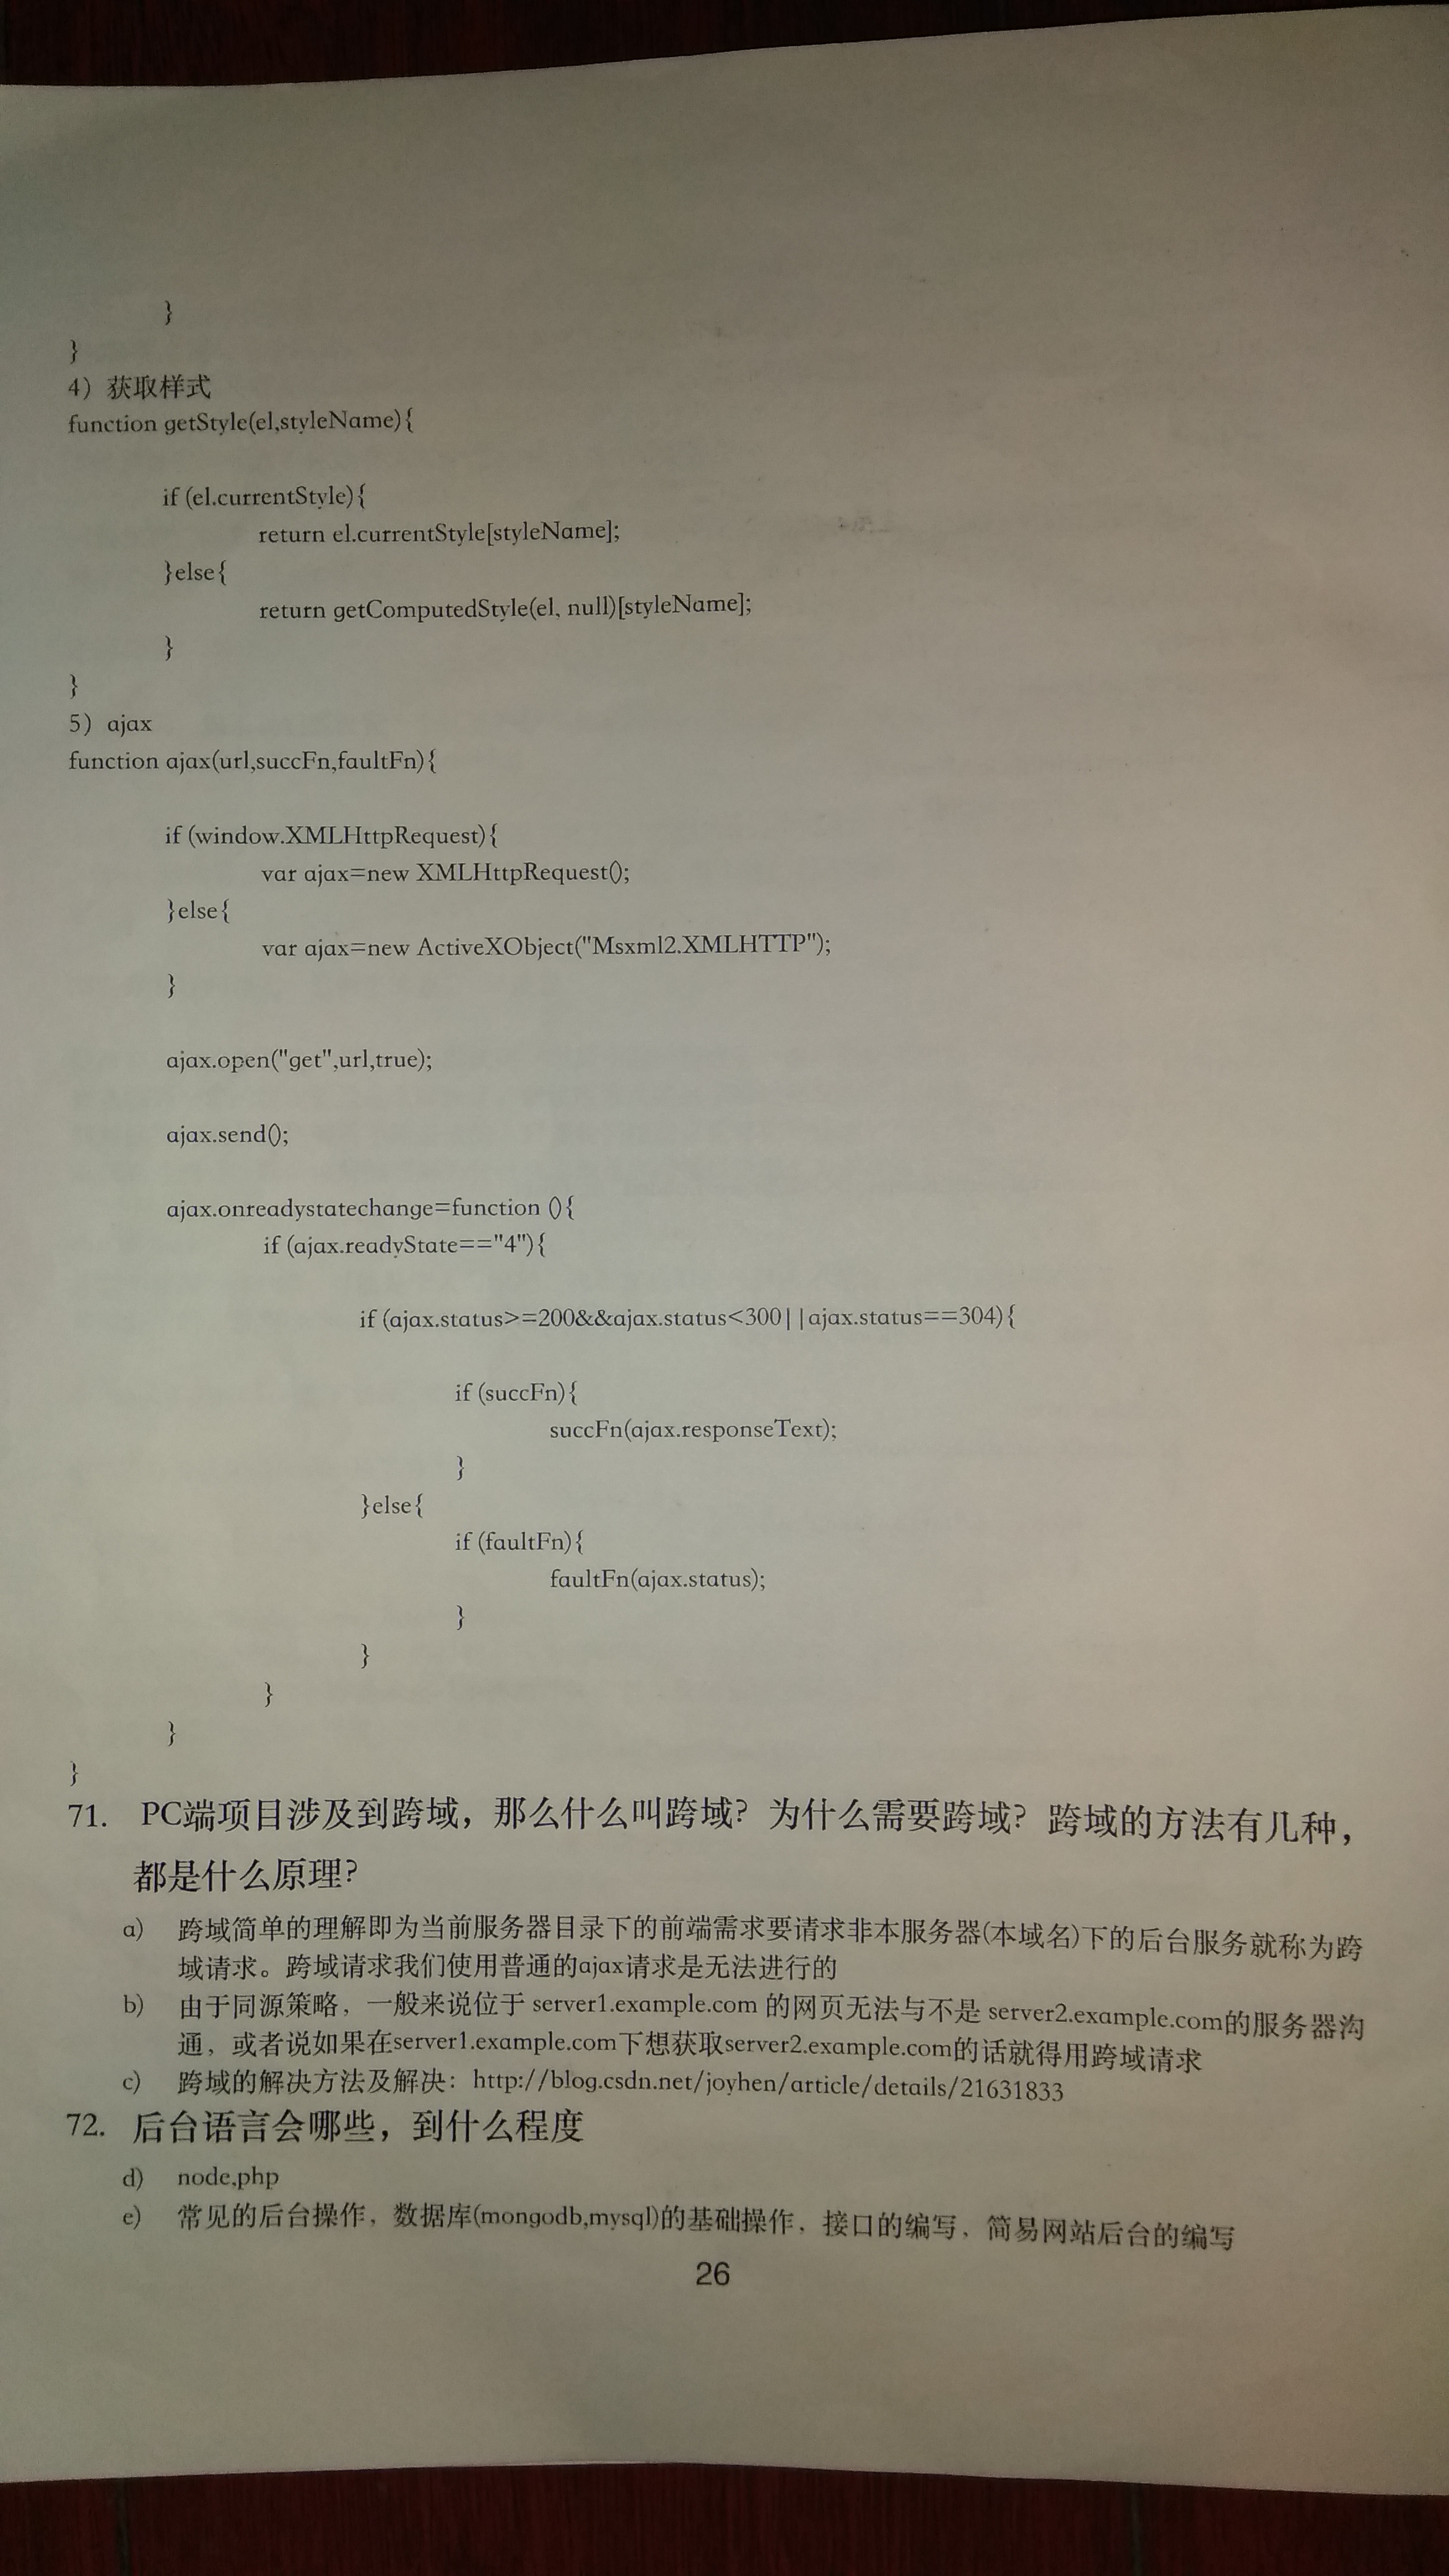 }
}
4）获取样式
function getStyle(el,styleName){
if (el.currentStyle){
return el.currentStyle[styleName];
}else{
return getComputedStyle(el, null)[styleName];
}
}
5）ajax
function ajax(url,succFn,faultFn){
if (window.XMLHttpRequest){
var ajax=new XMLHttpRequest();
}else{
var ajax=new ActiveXObject("Msxml2.XMLHTTP");
}
ajax.open("get",url,true);
ajax.send();
ajax.onreadystatechange=function (){
if (ajax.readyState=="4"){
if (ajax.status>=200&&ajax.status<300||ajax.status==304){
if (succFn){
succFn(ajax.responseText);
}
}else{
if (faultFn){
faultFn(ajax.status);
}
}
}
}
}
71. PC端项目涉及到跨域，那么什么叫跨域？为什么需要跨域？跨域的方法有几种，
都是什么原理？
a) 跨域简单的理解即为当前服务器目录下的前端需求要请求非本服务器(本域名)下的后台服务就称为跨
域请求。跨域请求我们使用普通的ajax请求是无法进行的
b) 由于同源策略，一般来说位于 server1.example.com 的网页无法与不是 server2.example.com的服务器沟
通，或者说如果在server1.example.com下想获取server2.example.com的话就得用跨域请求
c) 跨域的解决方法及解决：http://blog.csdn.net/joyhen/article/details/21631833
72. 后台语言会哪些，到什么程度
d) node,php
e) 常见的后台操作，数据库(mongodb,mysql)的基础操作，接口的编写，简易网站后台的编写
26